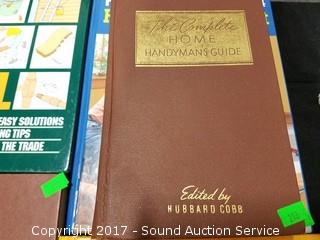 The Complete
HOME
HANDYMANS GUIDE
Edited by
HUBBARD COBB
EASY SOLUTIONS
NG TIPS
THE TRADE
Copyright 2017 - Sound Auction Service